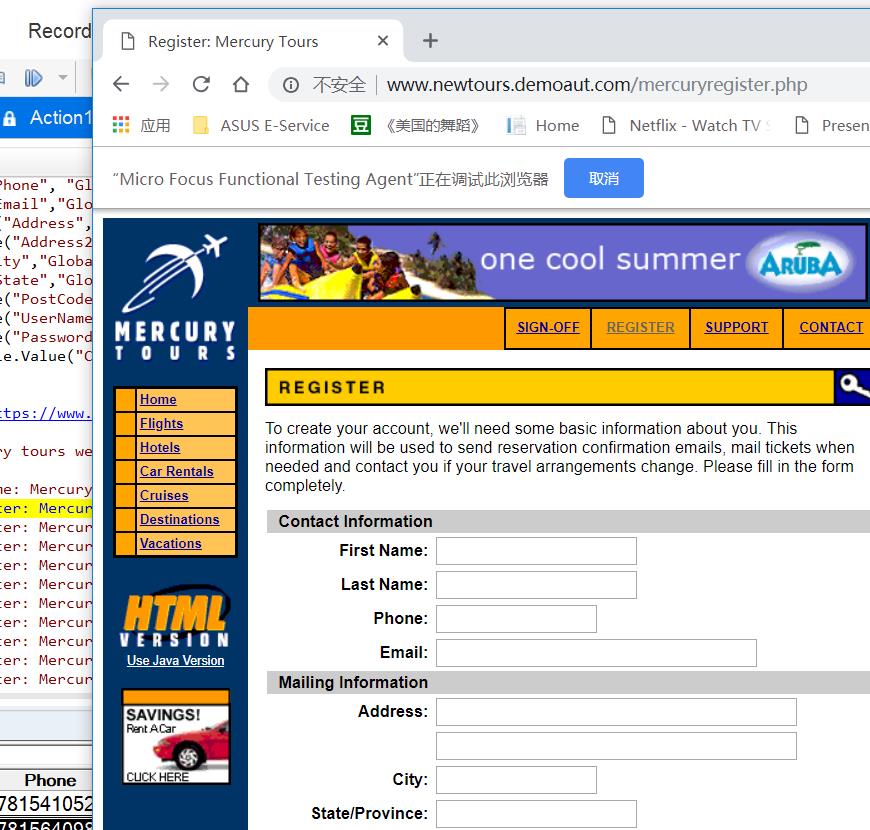 Record
Register: Mercury Tours
不安全 www.newtours.demoaut.com/mercuryregister.php
Action1
应用 ASUS E-Service 豆 《美国的舞蹈》 Home Netflix - Watch TV S Presen
"Micro Focus Functional Testing Agent"正在调试此浏览器 取消
Phone", "Gl
Email","Glo
("Address",
e("Address2
ity","Globa
State","Glo
e("PostCode
e("UserName
e("Password
le.Value("C
ttps://www.
ry tours we
me: Mercury
ter: Mercur
ter: Mercur
ter: Mercur
ter: Mercur
ter: Mercur
ter: Mercur
ter: Mercur
ter: Mercur
ter: Mercur
ter: Mercur
Phone
781541052
781564098
MERCURY
TOURS
one cool summer ARUBA
SIGN-OFF REGISTER SUPPORT CONTACT
Home
Flights
Hotels
Car Rentals
Cruises
Destinations
Vacations
HTML
VERSION
Use Java Version
SAVINGS!
Rent A Car
CLICK HERE
REGISTER
To create your account, we'll need some basic information about you. This
information will be used to send reservation confirmation emails, mail tickets when
needed and contact you if your travel arrangements change. Please fill in the form
completely.
Contact Information
First Name:
Last Name:
Phone:
Email:
Mailing Information
Address:
City:
State/Province: